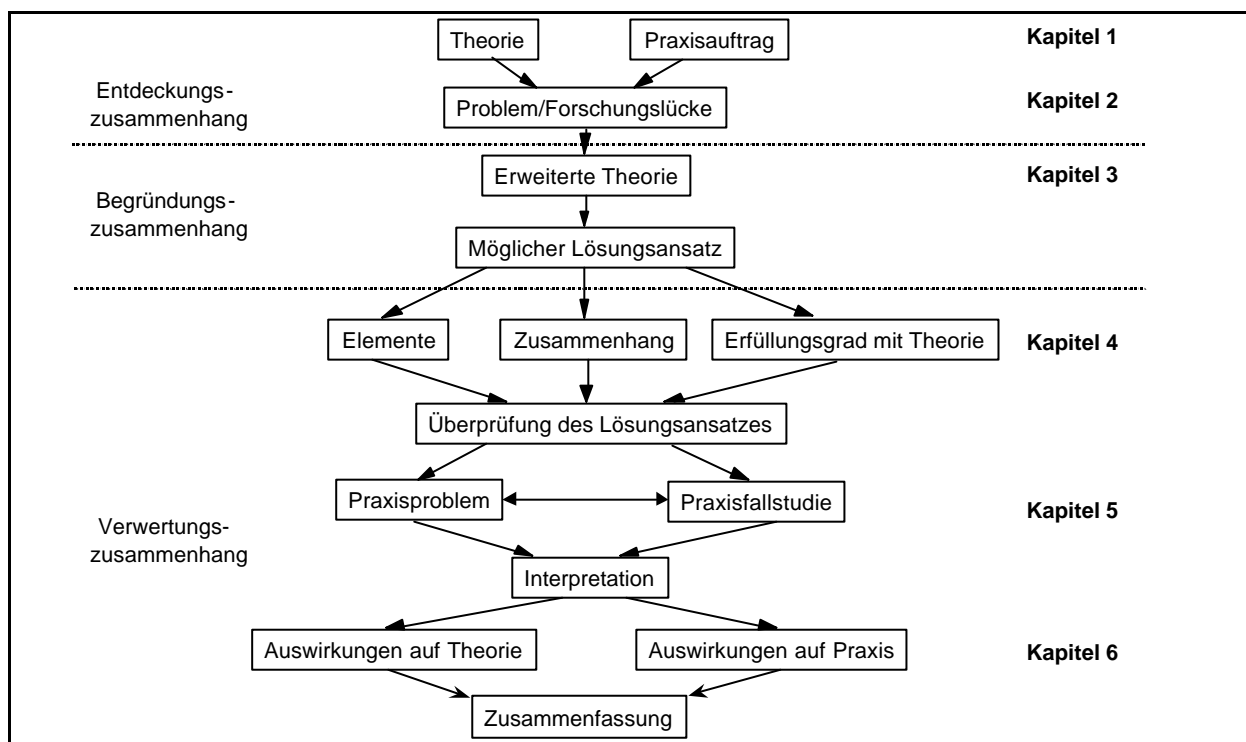 Theorie
Praxisauftrag
Kapitel 1
Entdeckungs-
zusammenhang
Problem/Forschungslücke
Kapitel 2
Erweiterte Theorie
Kapitel 3
Begründungs-
zusammenhang
Möglicher Lösungsansatz
Elemente
Zusammenhang
Erfüllungsgrad mit Theorie
Kapitel 4
Überprüfung des Lösungsansatzes
Praxisproblem
Praxisfallstudie
Kapitel 5
Verwertungs-
zusammenhang
Interpretation
Auswirkungen auf Theorie
Auswirkungen auf Praxis
Kapitel 6
Zusammenfassung